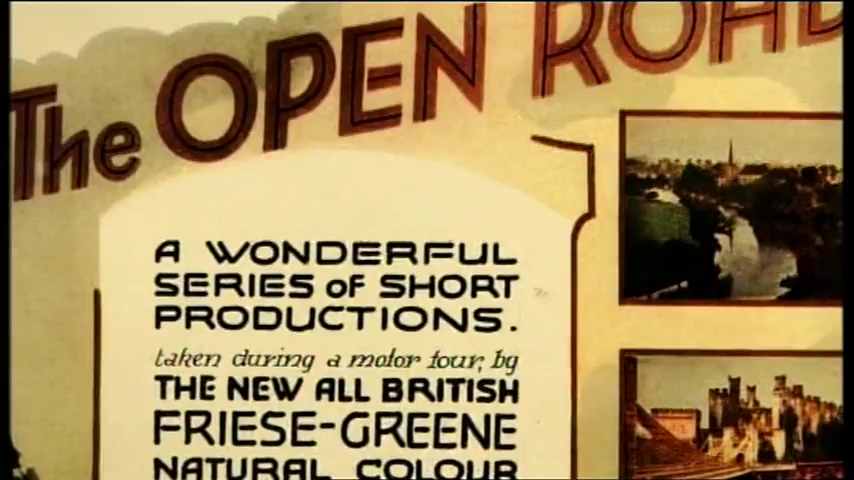 The OPEN ROAD
A WONDERFUL
SERIES OF SHORT
PRODUCTIONS.
taken during a motor tour, by
THE NEW ALL BRITISH
FRIESE-GREENE
NATURAL COLOUR